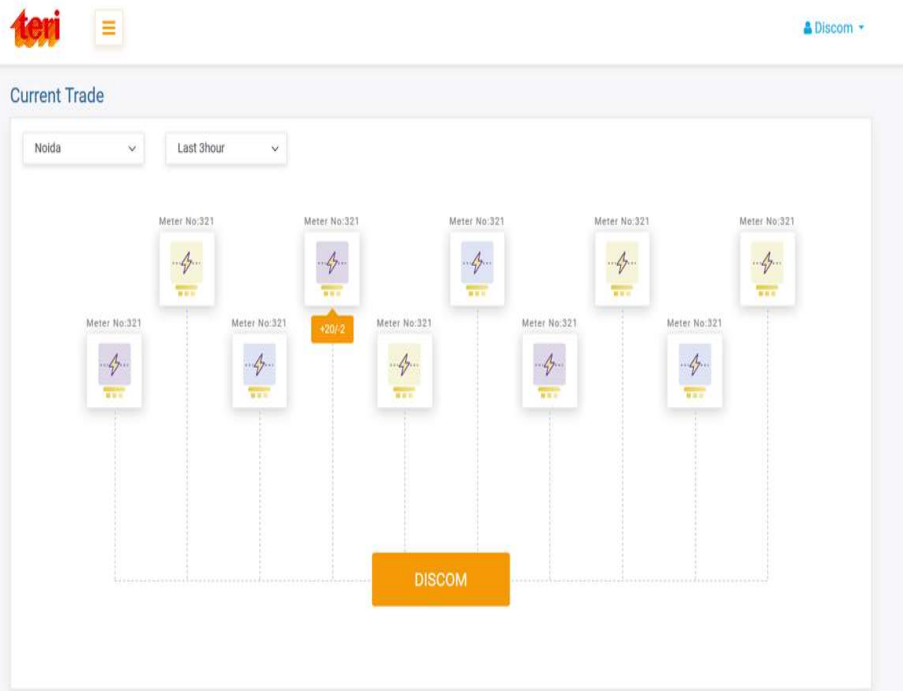 teri
Discom
Current Trade
Noida
Last 3hour
Meter No:321
Meter No:321
Meter No:321
Meter No:321
Meter No:321
Meter No:321
Meter No:321
+20/-2
Meter No:321
Meter No:321
Meter No:321
DISCOM